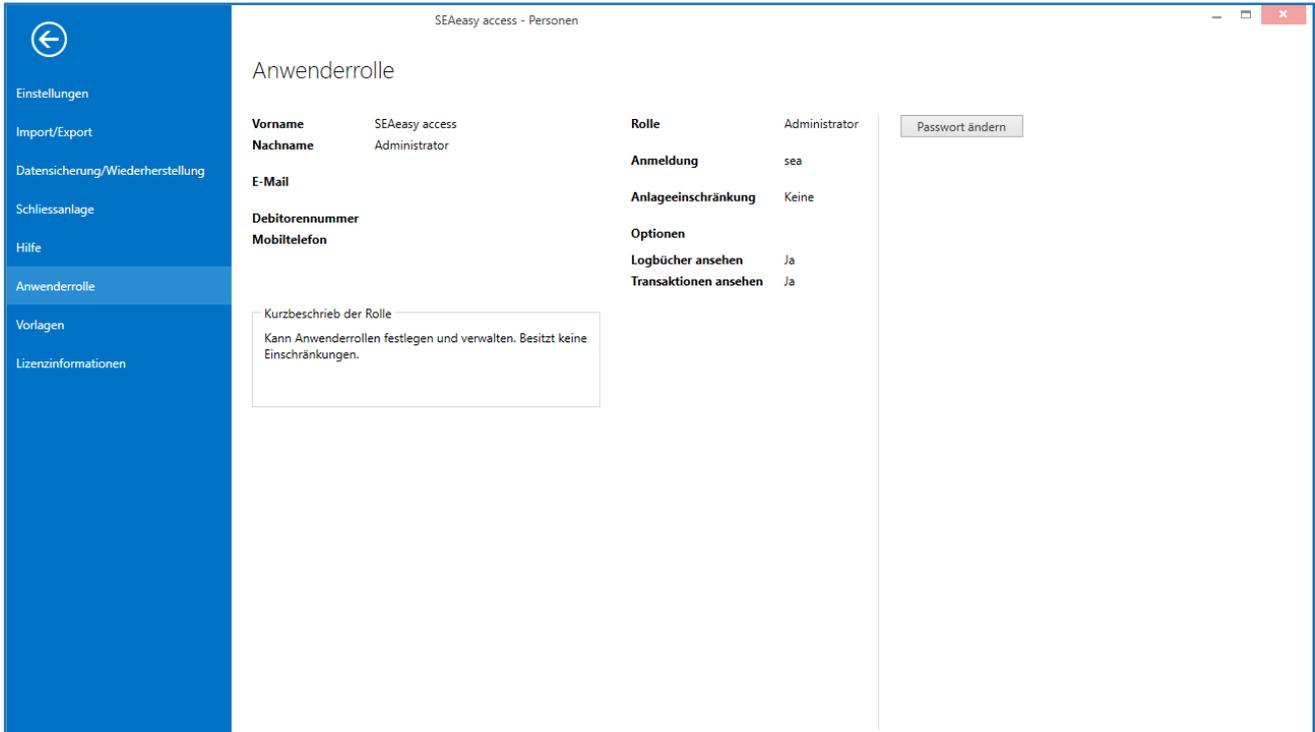 SEAeasy access - Personen
Einstellungen
Import/Export
Datensicherung/Wiederherstellung
Schliessanlage
Hilfe
Anwenderrolle
Vorlagen
Lizenzinformationen
Anwenderrolle
Vorname SEAeasy access
Nachname Administrator
E-Mail
Debitorennummer
Mobiltelefon
Kurzbeschrieb der Rolle
Kann Anwenderrollen festlegen und verwalten. Besitzt keine
Einschränkungen.
Rolle Administrator
Anmeldung sea
Anlageeinschränkung Keine
Optionen
Logbücher ansehen Ja
Transaktionen ansehen Ja
Passwort ändern